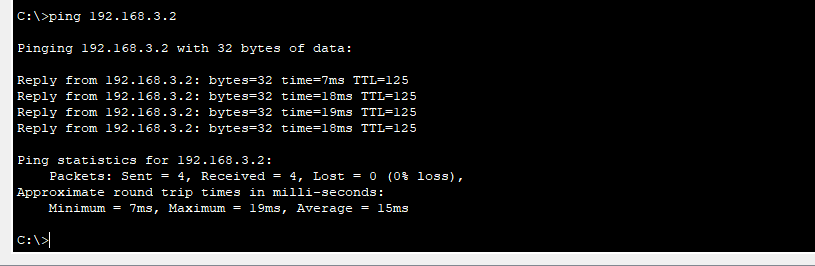 C:\>ping 192.168.3.2
Pinging 192.168.3.2 with 32 bytes of data:
Reply from 192.168.3.2: bytes=32 time=7ms TTL=125
Reply from 192.168.3.2: bytes=32 time=18ms TTL=125
Reply from 192.168.3.2: bytes=32 time=19ms TTL=125
Reply from 192.168.3.2: bytes=32 time=18ms TTL=125
Ping statistics for 192.168.3.2:
    Packets: Sent = 4, Received = 4, Lost = 0 (0% loss),
Approximate round trip times in milli-seconds:
    Minimum = 7ms, Maximum = 19ms, Average = 15ms
C:\>